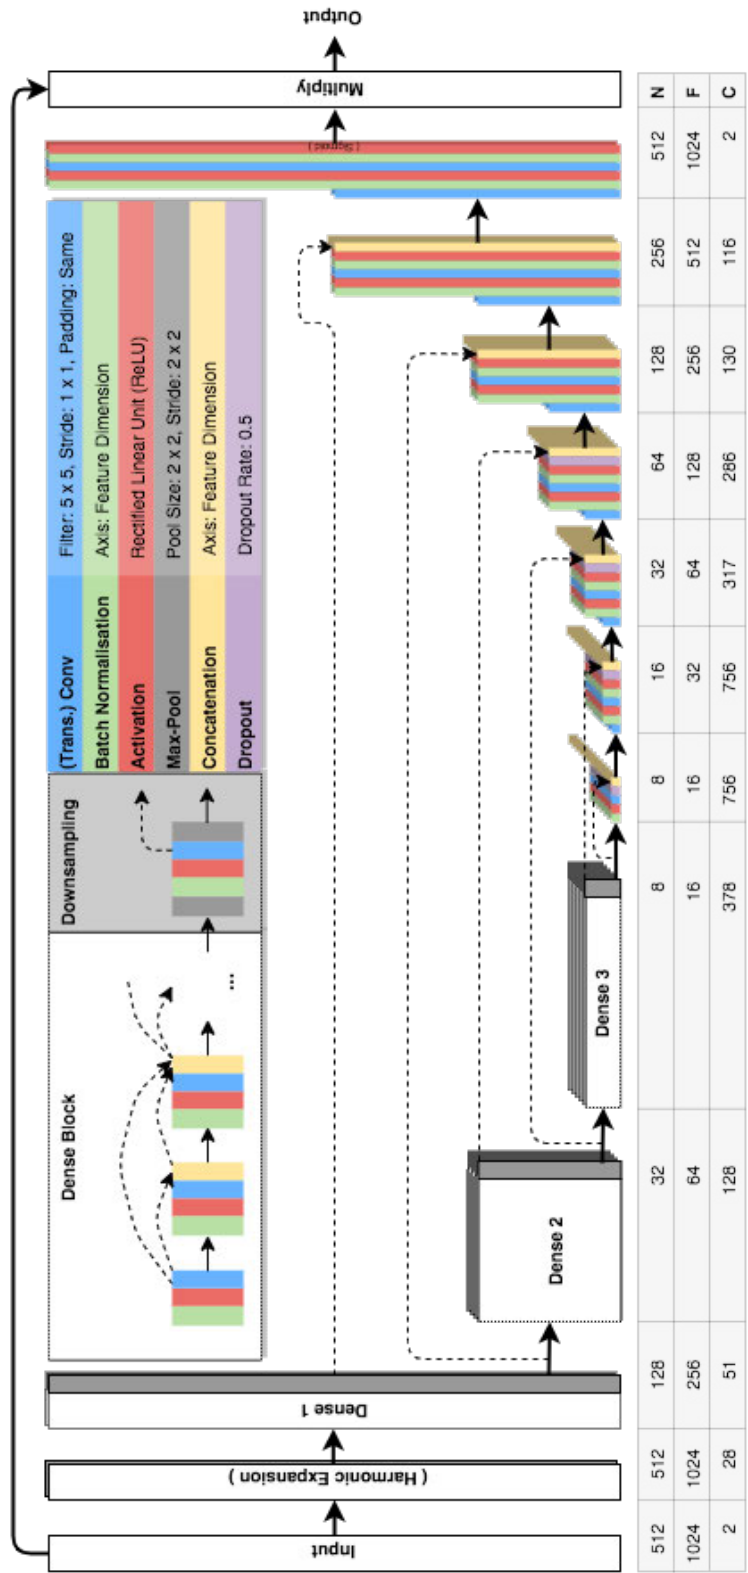 Input
( Harmonic Expansion )
Dense 1
Dense 2
Dense 3
Multiply
Output
( Sigmoid )
Dense Block
...
Downsampling
(Trans.) Conv Filter: 5 x 5, Stride: 1 x 1, Padding: Same
Batch Normalisation Axis: Feature Dimension
Activation Rectified Linear Unit (ReLU)
Max-Pool Pool Size: 2 x 2, Stride: 2 x 2
Concatenation Axis: Feature Dimension
Dropout Dropout Rate: 0.5
512 512 128 32 8 8 16 32 64 128 256 512 N
1024 1024 256 64 16 16 32 64 128 256 512 1024 F
2 28 51 128 378 756 756 317 286 130 116 2 C